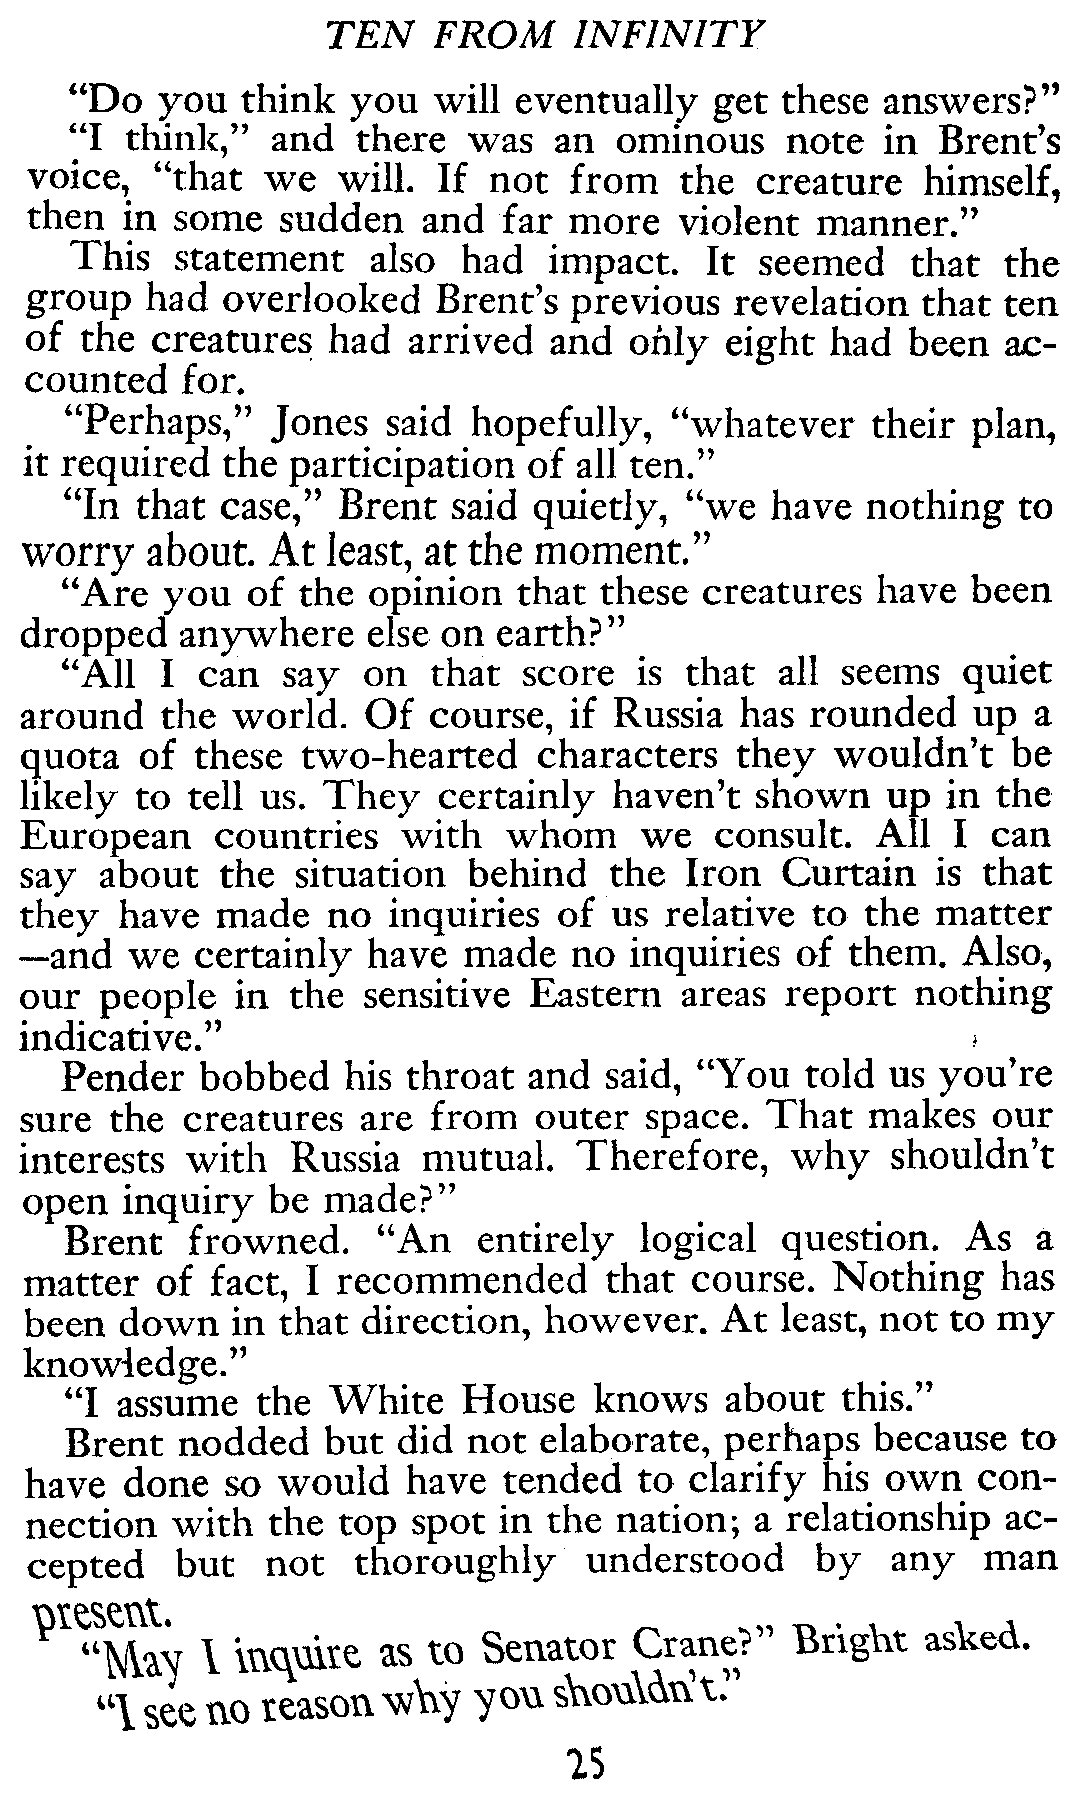 TEN FROM INFINITY
“Do you think you will eventually get these answers?”
“I think,” and there was an ominous note in Brent’s
voice, “that we will. If not from the creature himself,
then in some sudden and far more violent manner.”
This statement also had impact. It seemed that the
group had overlooked Brent’s previous revelation that ten
of the creatures had arrived and only eight had been ac-
counted for.
“Perhaps,” Jones said hopefully, “whatever their plan,
it required the participation of all ten.”
“In that case,” Brent said quietly, “we have nothing to
worry about. At least, at the moment.”
“Are you of the opinion that these creatures have been
dropped anywhere else on earth?”
“All I can say on that score is that all seems quiet
around the world. Of course, if Russia has rounded up a
quota of these two-hearted characters they wouldn’t be
likely to tell us. They certainly haven’t shown up in the
European countries with whom we consult. All I can
say about the situation behind the Iron Curtain is that
they have made no inquiries of us relative to the matter
—and we certainly have made no inquiries of them. Also,
our people in the sensitive Eastern areas report nothing
indicative.”
Pender bobbed his throat and said, “You told us you’re
sure the creatures are from outer space. That makes our
interests with Russia mutual. Therefore, why shouldn’t
open inquiry be made?”
Brent frowned. “An entirely logical question. As a
matter of fact, I recommended that course. Nothing has
been down in that direction, however. At least, not to my
knowledge.”
“I assume the White House knows about this.”
Brent nodded but did not elaborate, perhaps because to
have done so would have tended to clarify his own con-
nection with the top spot in the nation; a relationship ac-
cepted but not thoroughly understood by any man
present.
“May I inquire as to Senator Crane?” Bright asked.
“I see no reason why you shouldn’t.”
25